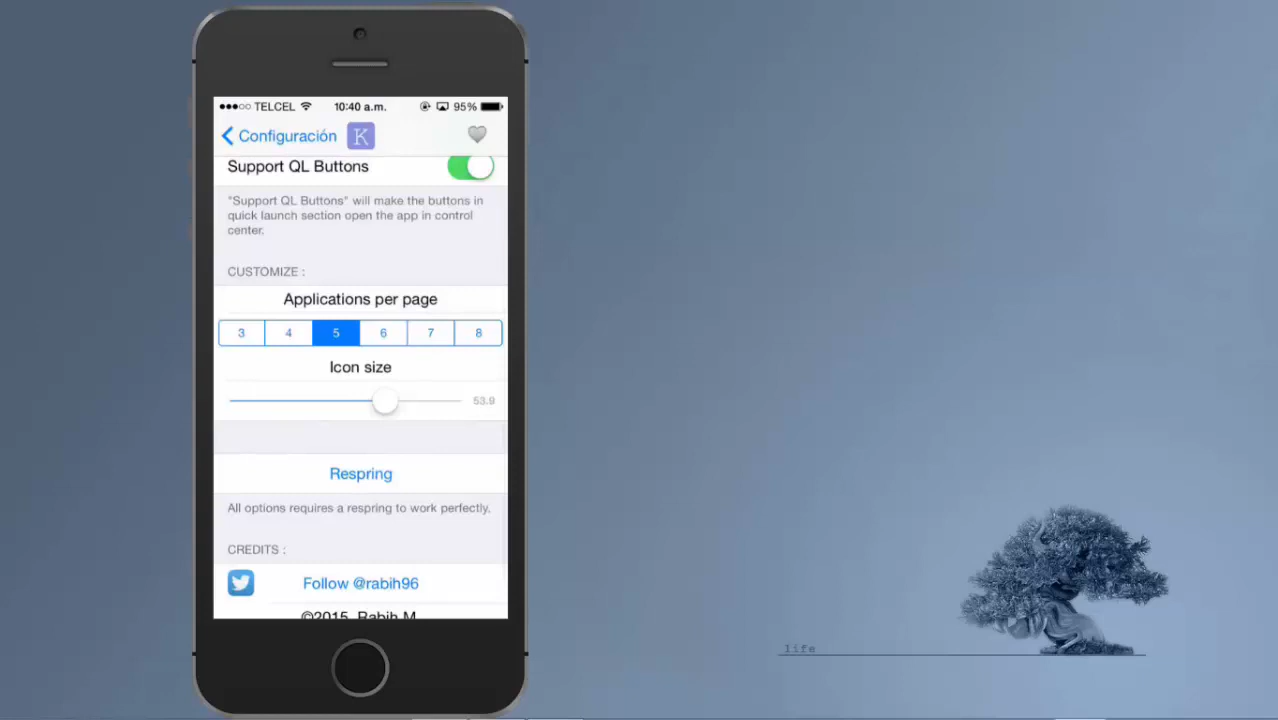 TELCEL 10:40 a.m. 95%
Configuración K
Support QL Buttons
"Support QL Buttons" will make the buttons in
quick launch section open the app in control
center.
CUSTOMIZE :
Applications per page
3 4 5 6 7 8
Icon size
53.9
Respring
All options requires a respring to work perfectly.
CREDITS :
Follow @rabih96
©2015, Rabih M
life